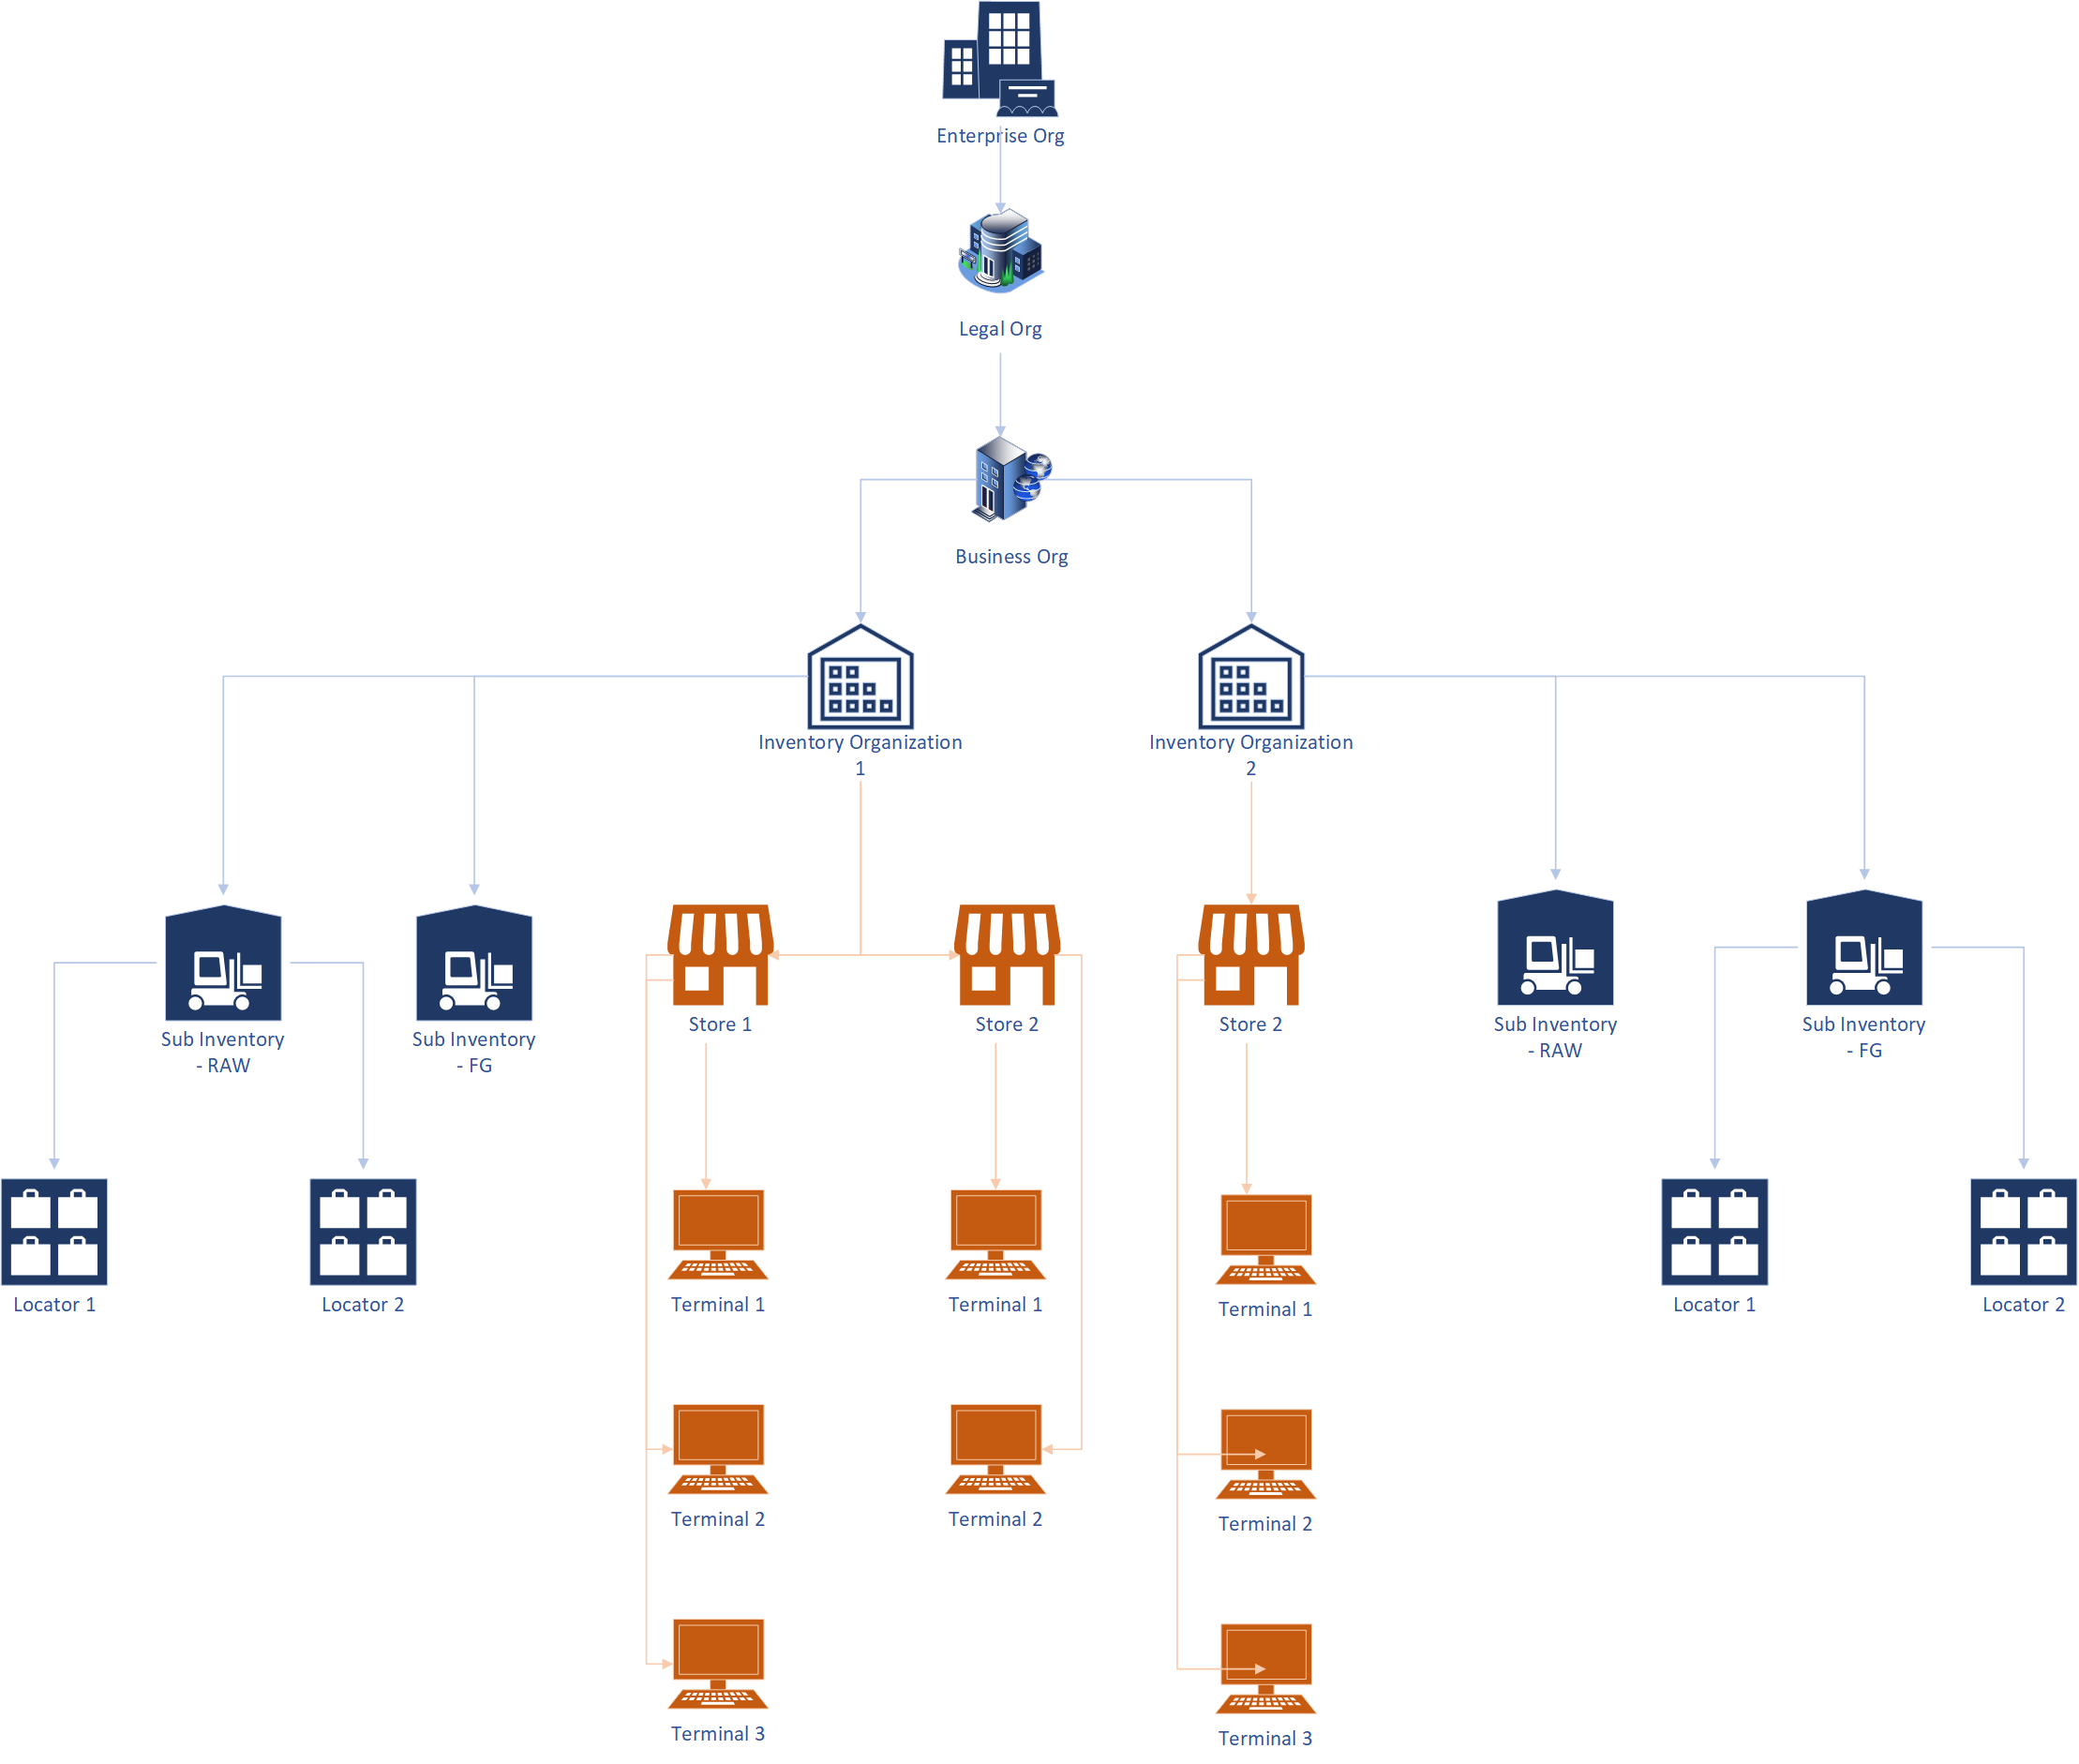 Enterprise Org
Legal Org
Business Org
Inventory Organization
1
Inventory Organization
2
Sub Inventory
- RAW
Sub Inventory
- FG
Store 1
Store 2
Store 2
Sub Inventory
- RAW
Sub Inventory
- FG
Locator 1
Locator 2
Terminal 1
Terminal 1
Terminal 1
Locator 1
Locator 2
Terminal 2
Terminal 2
Terminal 2
Terminal 3
Terminal 3